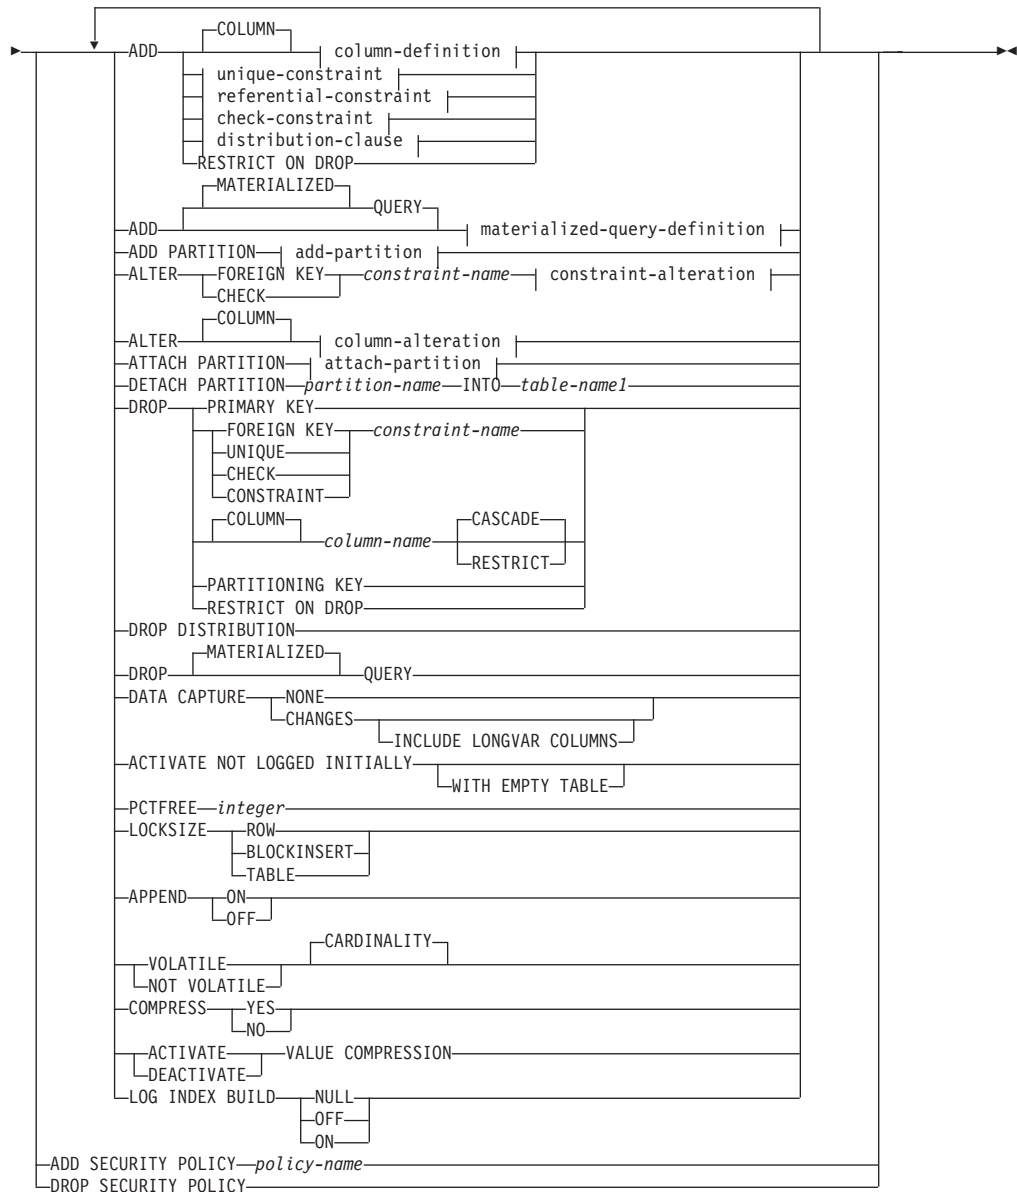 COLUMN
ADD column-definition
unique-constraint
referential-constraint
check-constraint
distribution-clause
RESTRICT ON DROP
MATERIALIZED
QUERY
ADD materialized-query-definition
ADD PARTITION add-partition
ALTER FOREIGN KEY constraint-name constraint-alteration
CHECK
COLUMN
ALTER column-alteration
ATTACH PARTITION attach-partition
DETACH PARTITION partition-name INTO table-name1
DROP PRIMARY KEY
FOREIGN KEY constraint-name
UNIQUE
CHECK
CONSTRAINT
COLUMN CASCADE
column-name
RESTRICT
PARTITIONING KEY
RESTRICT ON DROP
DROP DISTRIBUTION
MATERIALIZED
DROP QUERY
DATA CAPTURE NONE
CHANGES
INCLUDE LONGVAR COLUMNS
ACTIVATE NOT LOGGED INITIALLY
WITH EMPTY TABLE
PCTFREE integer
LOCKSIZE ROW
BLOCKINSERT
TABLE
APPEND ON
OFF
CARDINALITY
VOLATILE
NOT VOLATILE
COMPRESS YES
NO
ACTIVATE VALUE COMPRESSION
DEACTIVATE
LOG INDEX BUILD NULL
OFF
ON
ADD SECURITY POLICY policy-name
DROP SECURITY POLICY